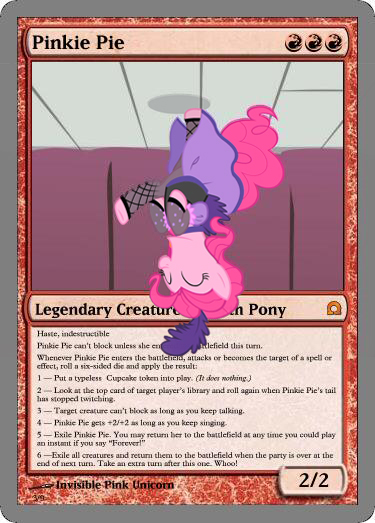 Pinkie Pie
Legendary Creature Pony
Haste, indestructible
Pinkie Pie can't block unless she en tlefield this turn.
Whenever Pinkie Pie enters the battlefield, attacks or becomes the target of a spell or
effect, roll a six-sided die and apply the result:
1 — Put a typeless Cupcake token into play. (It does nothing.)
2 — Look at the top card of target player's library and roll again when Pinkie Pie's tail
has stopped twitching.
3 — Target creature can't block as long as you keep talking.
4 — Pinkie Pie gets +2/+2 as long as you keep singing.
5 — Exile Pinkie Pie. You may return her to the battlefield at any time you could play
an instant if you say "Forever!"
6 —Exile all creatures and return them to the battlefield when the party is over at the
end of next turn. Take an extra turn after this one. Whoo!
Invisible Pink Unicorn
2/2